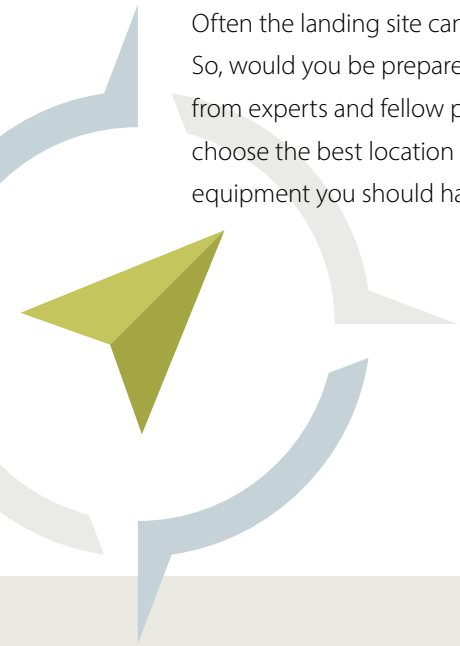 Often the landing site can
So, would you be prepare
from experts and fellow p
choose the best location
equipment you should ha